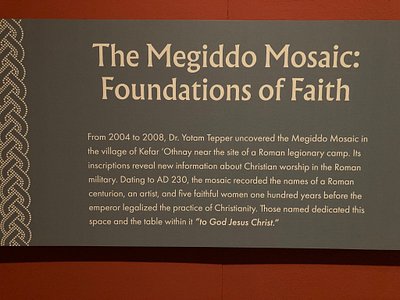 The Megiddo Mosaic:
Foundations of Faith
From 2004 to 2008, Dr. Yatam Tepper uncovered the Megiddo Mosaic in
the village of Kefar ‘Othnay near the site of a Roman legionary camp. Its
inscriptions reveal new information about Christian worship in the Roman
military. Dating to AD 230, the mosaic recorded the names of a Roman
centurion, an artist, and five faithful women one hundred years before the
emperor legalized the practice of Christianity. Those named dedicated this
space and the table within it “to God Jesus Christ.”